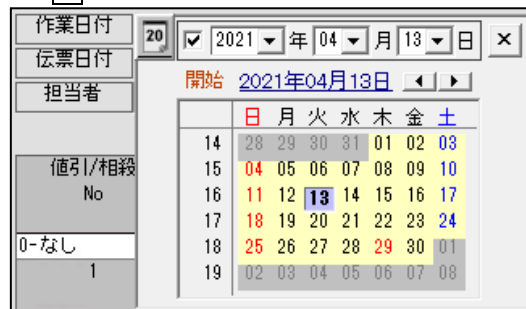 作業日付
伝票日付
担当者
値引/相殺
No
0-なし
1
20
2021 年 04 月 13 日 ×
開始 2021年04月13日
日 月 火 水 木 金 土
14 28 29 30 31 01 02 03
15 04 05 06 07 08 09 10
16 11 12 13 14 15 16 17
17 18 19 20 21 22 23 24
18 25 26 27 28 29 30 01
19 02 03 04 05 06 07 08